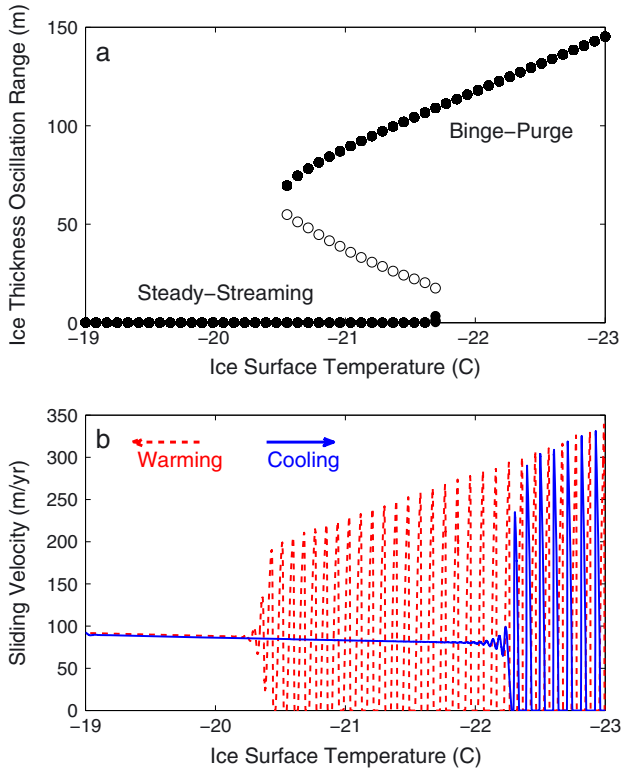 a
Ice Thickness Oscillation Range (m)
150
100
50
0
Binge–Purge
Steady–Streaming
−19 −20 −21 −22 −23
Ice Surface Temperature (C)
b
Sliding Velocity (m/yr)
350
300
250
200
150
100
50
0
Warming Cooling
−19 −20 −21 −22 −23
Ice Surface Temperature (C)